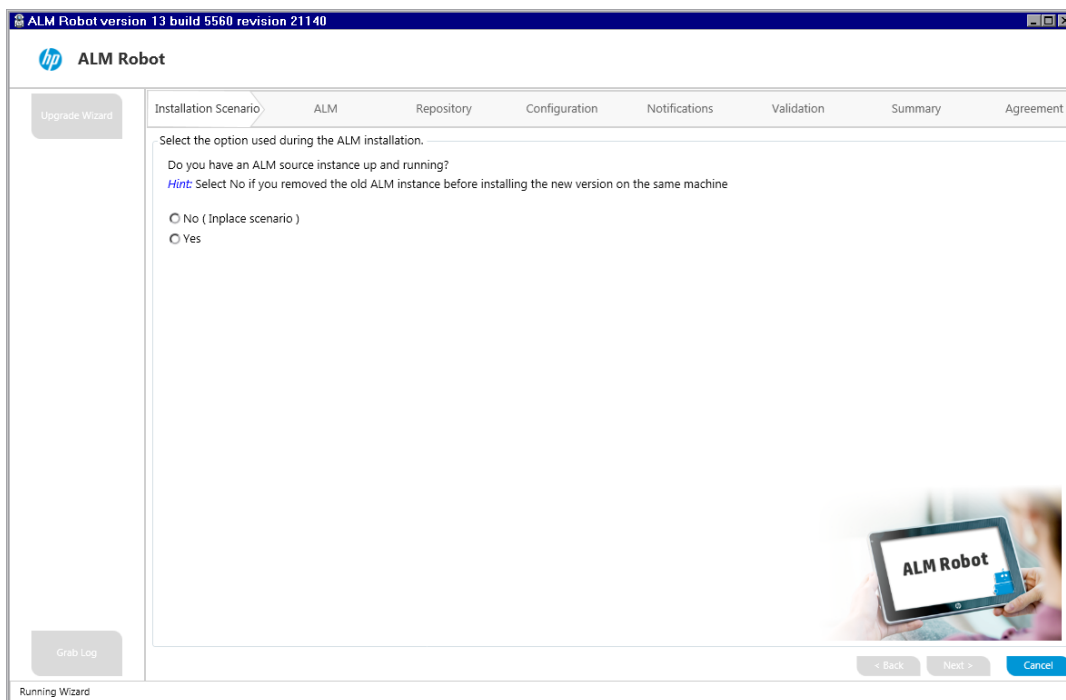 ALM Robot version 13 build 5560 revision 21140
hp
ALM Robot
Upgrade Wizard
Installation Scenario
ALM
Repository
Configuration
Notifications
Validation
Summary
Agreement
Select the option used during the ALM installation.
Do you have an ALM source instance up and running?
Hint: Select No if you removed the old ALM instance before installing the new version on the same machine
No ( Inplace scenario )
Yes
ALM Robot
Grab Log
< Back
Next >
Cancel
Running Wizard